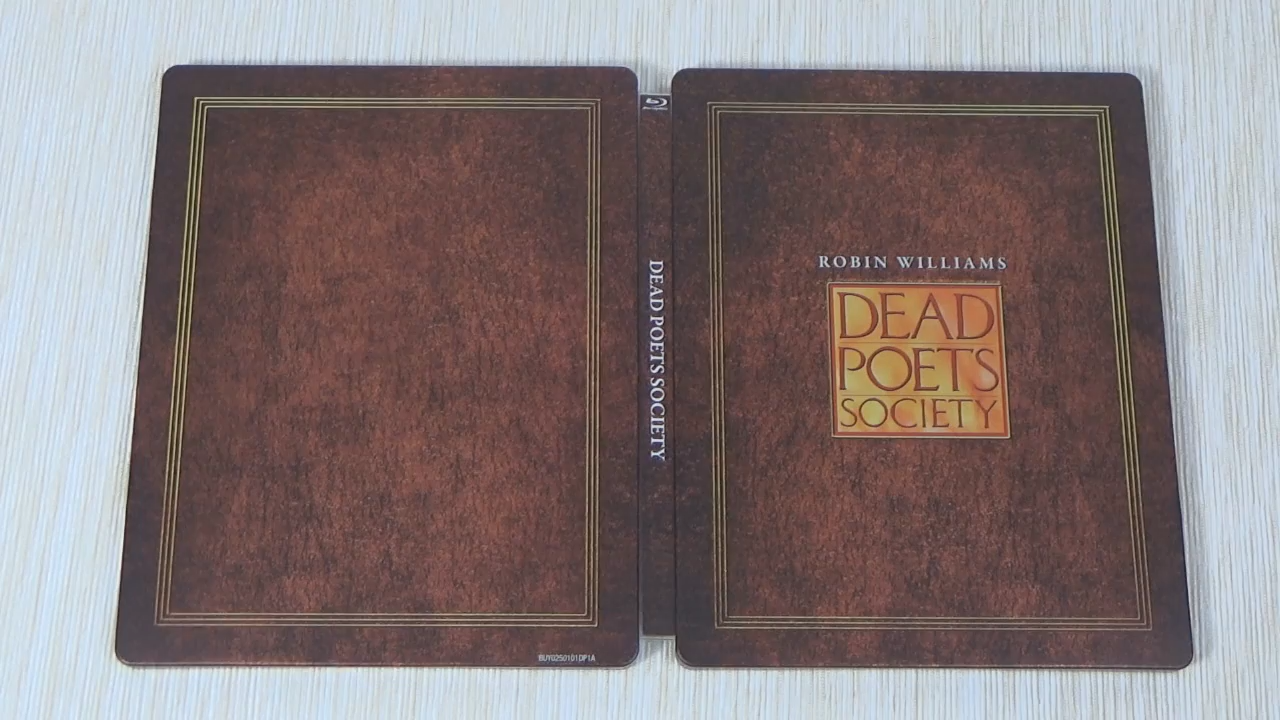 DEAD POETS SOCIETY
ROBIN WILLIAMS
DEAD
POETS
SOCIETY